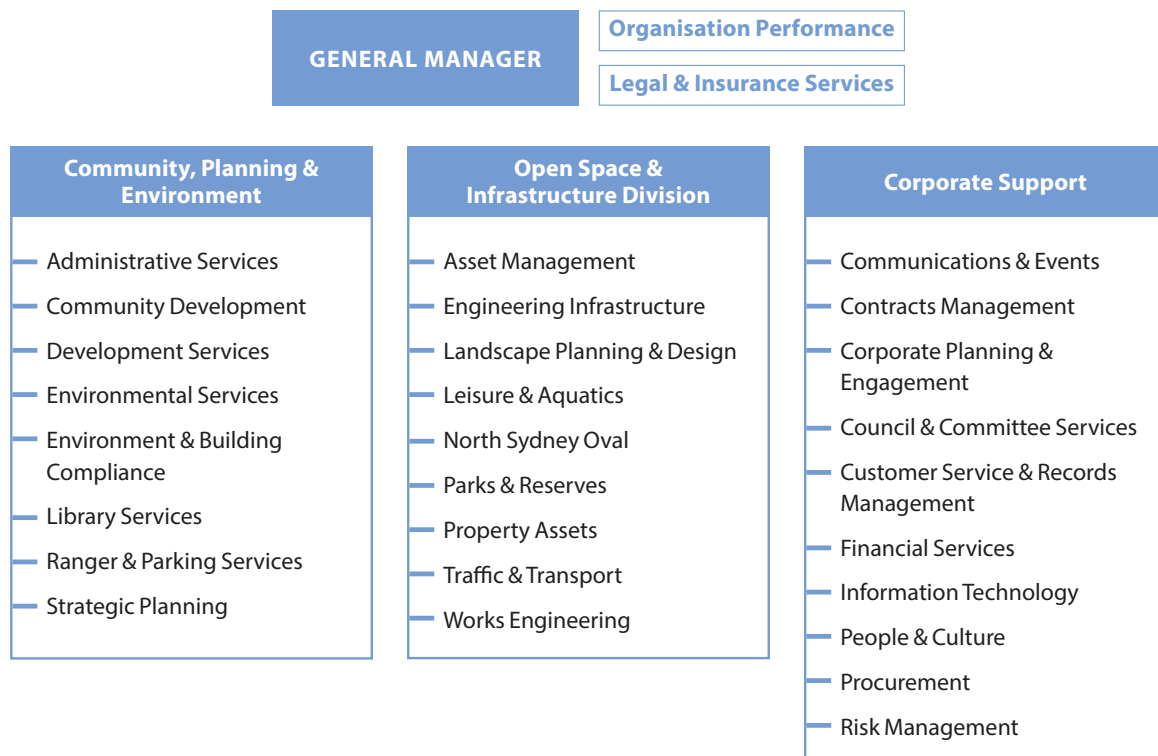 GENERAL MANAGER
Organisation Performance
Legal & Insurance Services
Community, Planning &
Environment
Administrative Services
Community Development
Development Services
Environmental Services
Environment & Building
Compliance
Library Services
Ranger & Parking Services
Strategic Planning
Open Space &
Infrastructure Division
Asset Management
Engineering Infrastructure
Landscape Planning & Design
Leisure & Aquatics
North Sydney Oval
Parks & Reserves
Property Assets
Traffic & Transport
Works Engineering
Corporate Support
Communications & Events
Contracts Management
Corporate Planning &
Engagement
Council & Committee Services
Customer Service & Records
Management
Financial Services
Information Technology
People & Culture
Procurement
Risk Management